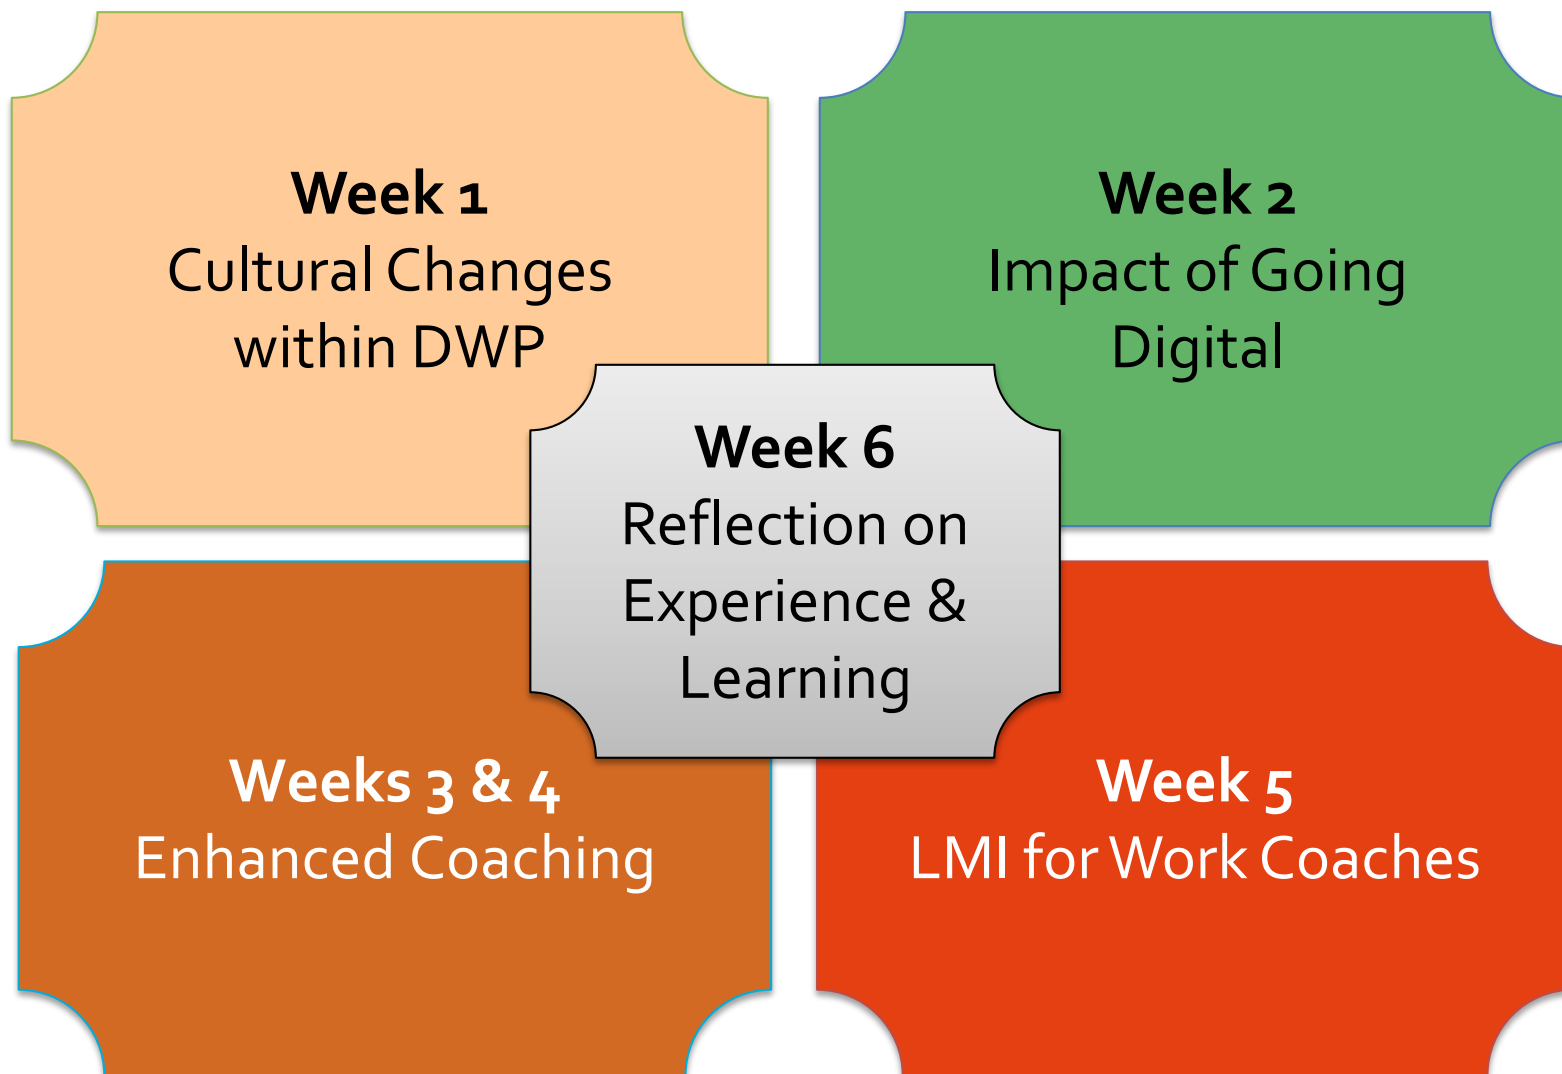 Week 1
Cultural Changes
within DWP
Week 2
Impact of Going
Digital
Week 6
Reflection on
Experience &
Learning
Weeks 3 & 4
Enhanced Coaching
Week 5
LMI for Work Coaches